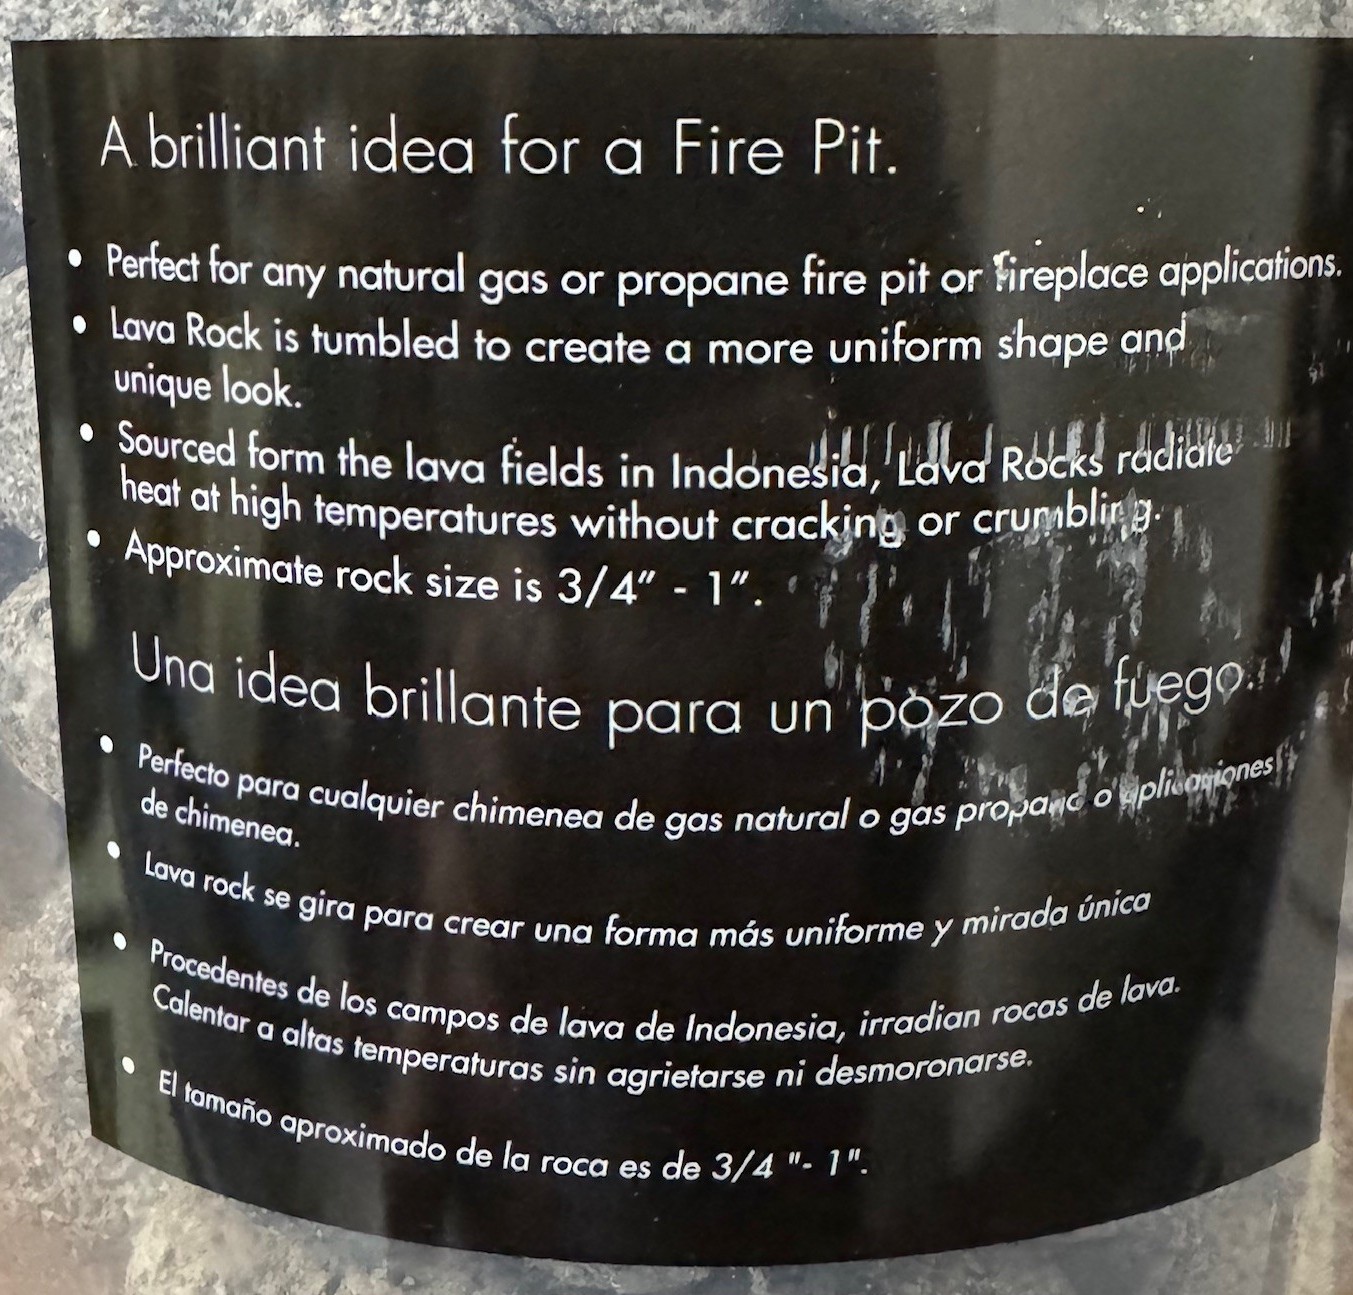 A brilliant idea for a Fire Pit.
• Perfect for any natural gas or propane fire pit or fireplace applications.
• Lava Rock is tumbled to create a more uniform shape and
unique look.
• Sourced form the lava fields in Indonesia, Lava Rocks radiate
heat at high temperatures without cracking or crumbling.
• Approximate rock size is 3/4" - 1".
Una idea brillante para un pozo de fuego.
• Perfecto para cualquier chimenea de gas natural o gas propano o aplicaciones
de chimenea.
• Lava rock se gira para crear una forma más uniforme y mirada única
• Procedentes de los campos de lava de Indonesia, irradian rocas de lava.
Calentar a altas temperaturas sin agrietarse ni desmoronarse.
• El tamaño aproximado de la roca es de 3/4 "- 1".